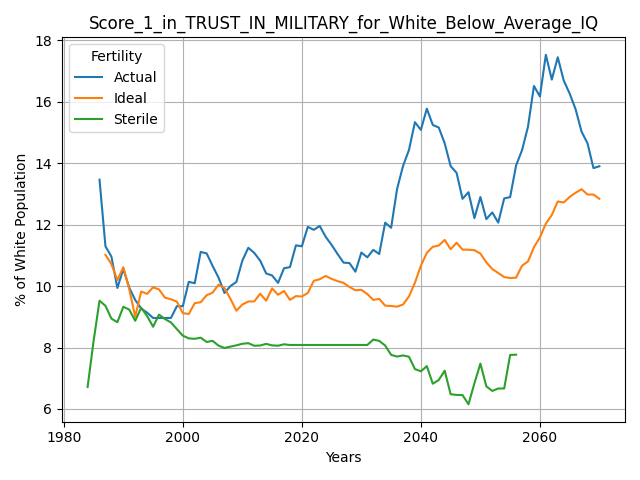 Score_1_in_TRUST_IN_MILITARY_for_White_Below_Average_IQ
Fertility
Actual
Ideal
Sterile
% of White Population
18
16
14
12
10
8
6
1980
2000
2020
2040
2060
Years